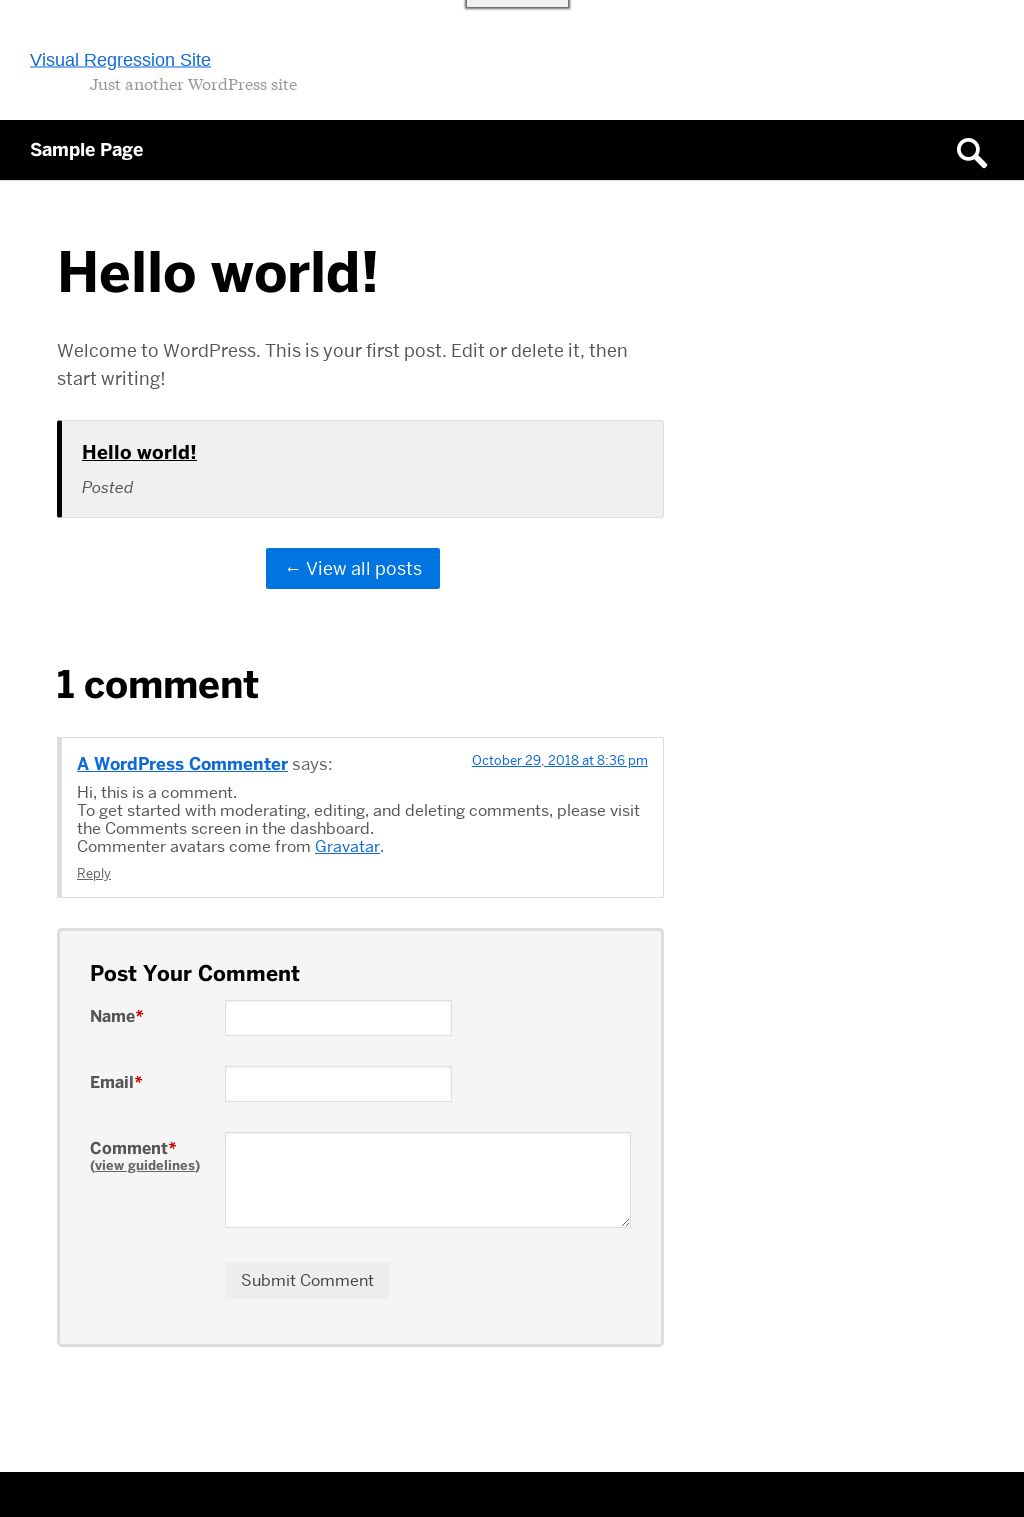 Visual Regression Site
Just another WordPress site
Sample Page
Hello world!
Welcome to WordPress. This is your first post. Edit or delete it, then
start writing!
Hello world!
Posted
← View all posts
1 comment
A WordPress Commenter says:
October 29, 2018 at 8:36 pm
Hi, this is a comment.
To get started with moderating, editing, and deleting comments, please visit
the Comments screen in the dashboard.
Commenter avatars come from Gravatar.
Reply
Post Your Comment
Name*
Email*
Comment*
(view guidelines)
Submit Comment